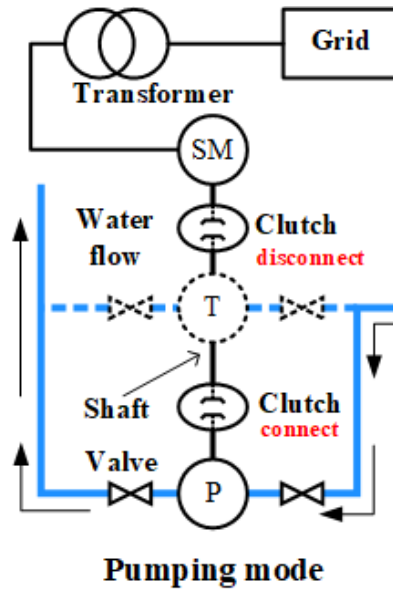 Grid
Transformer
SM
Water
flow
Clutch
disconnect
T
Shaft
Clutch
connect
Valve
P
Pumping mode